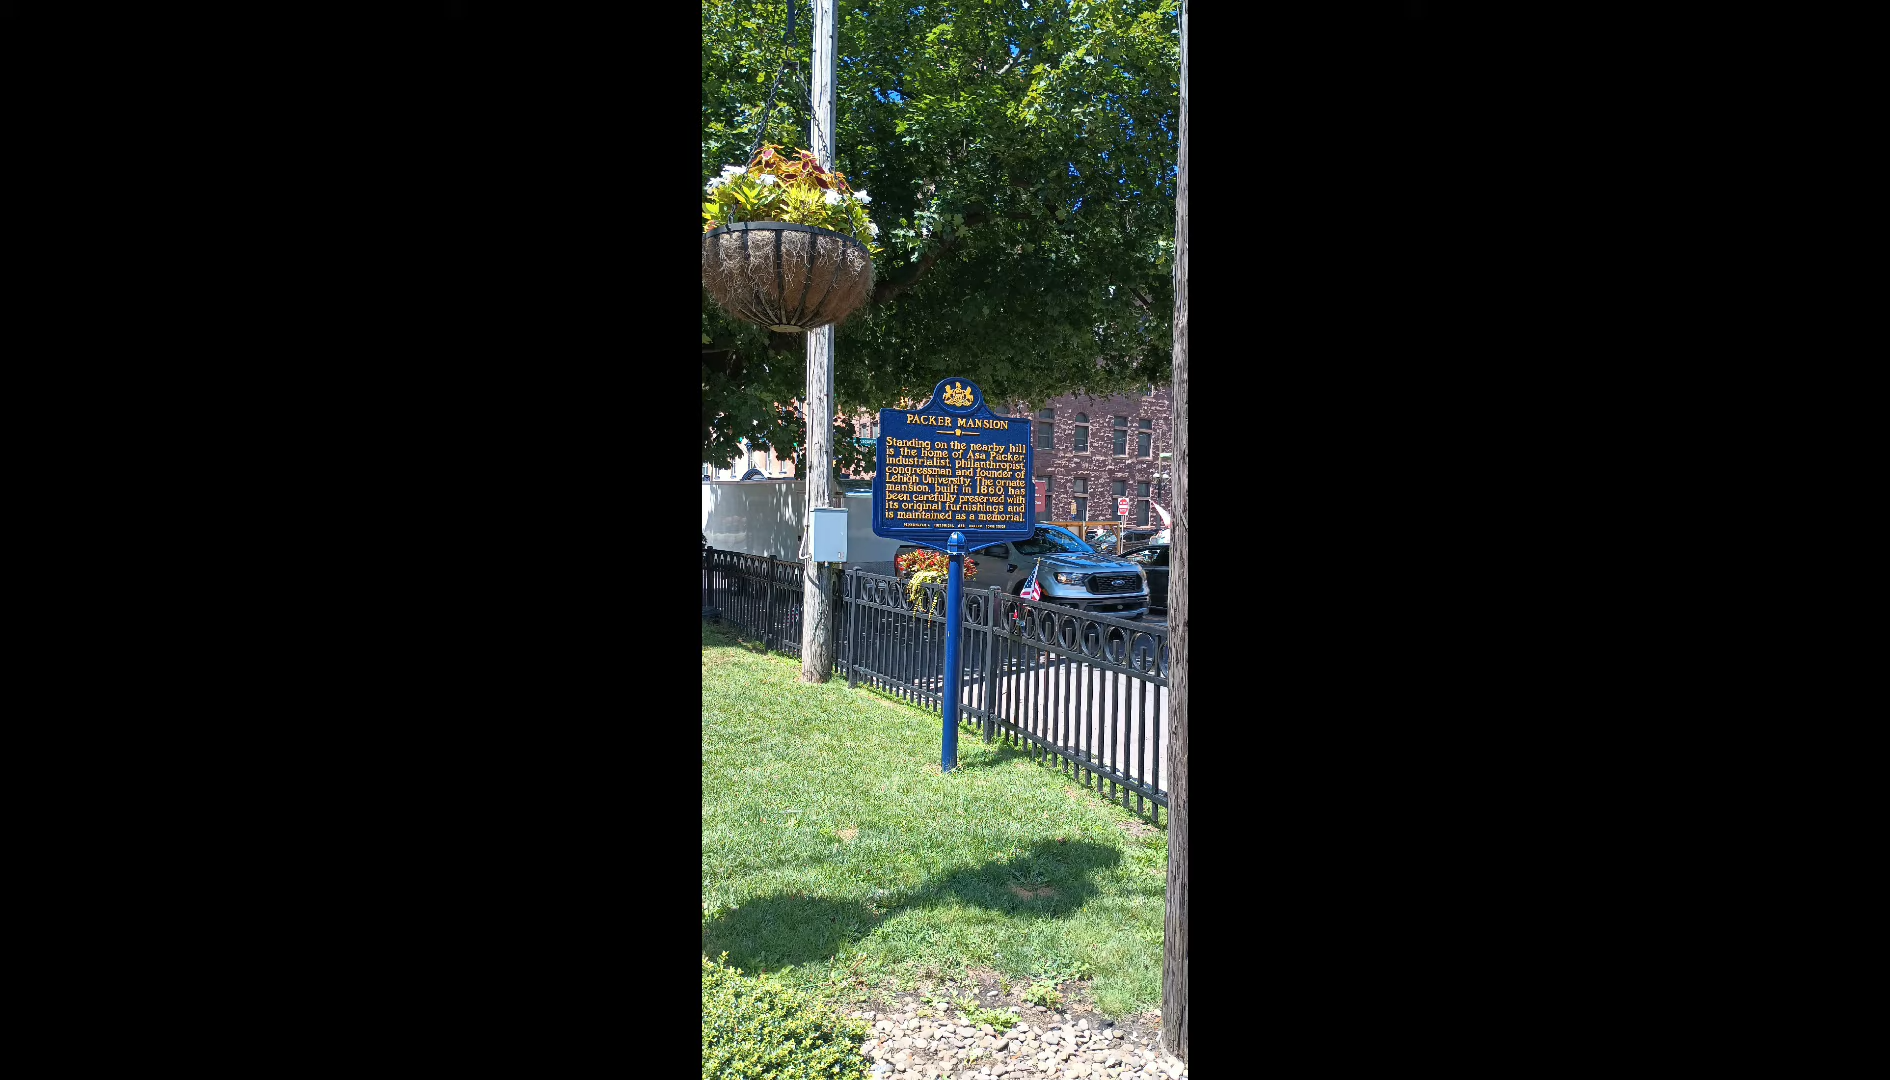 PACKER MANSION
Standing on the nearby hill
is the home of Asa Packer,
industrialist, philanthropist,
congressman and founder of
Lehigh University. The ornate
mansion, built in 1860, has
been carefully preserved with
its original furnishings and
is maintained as a memorial.